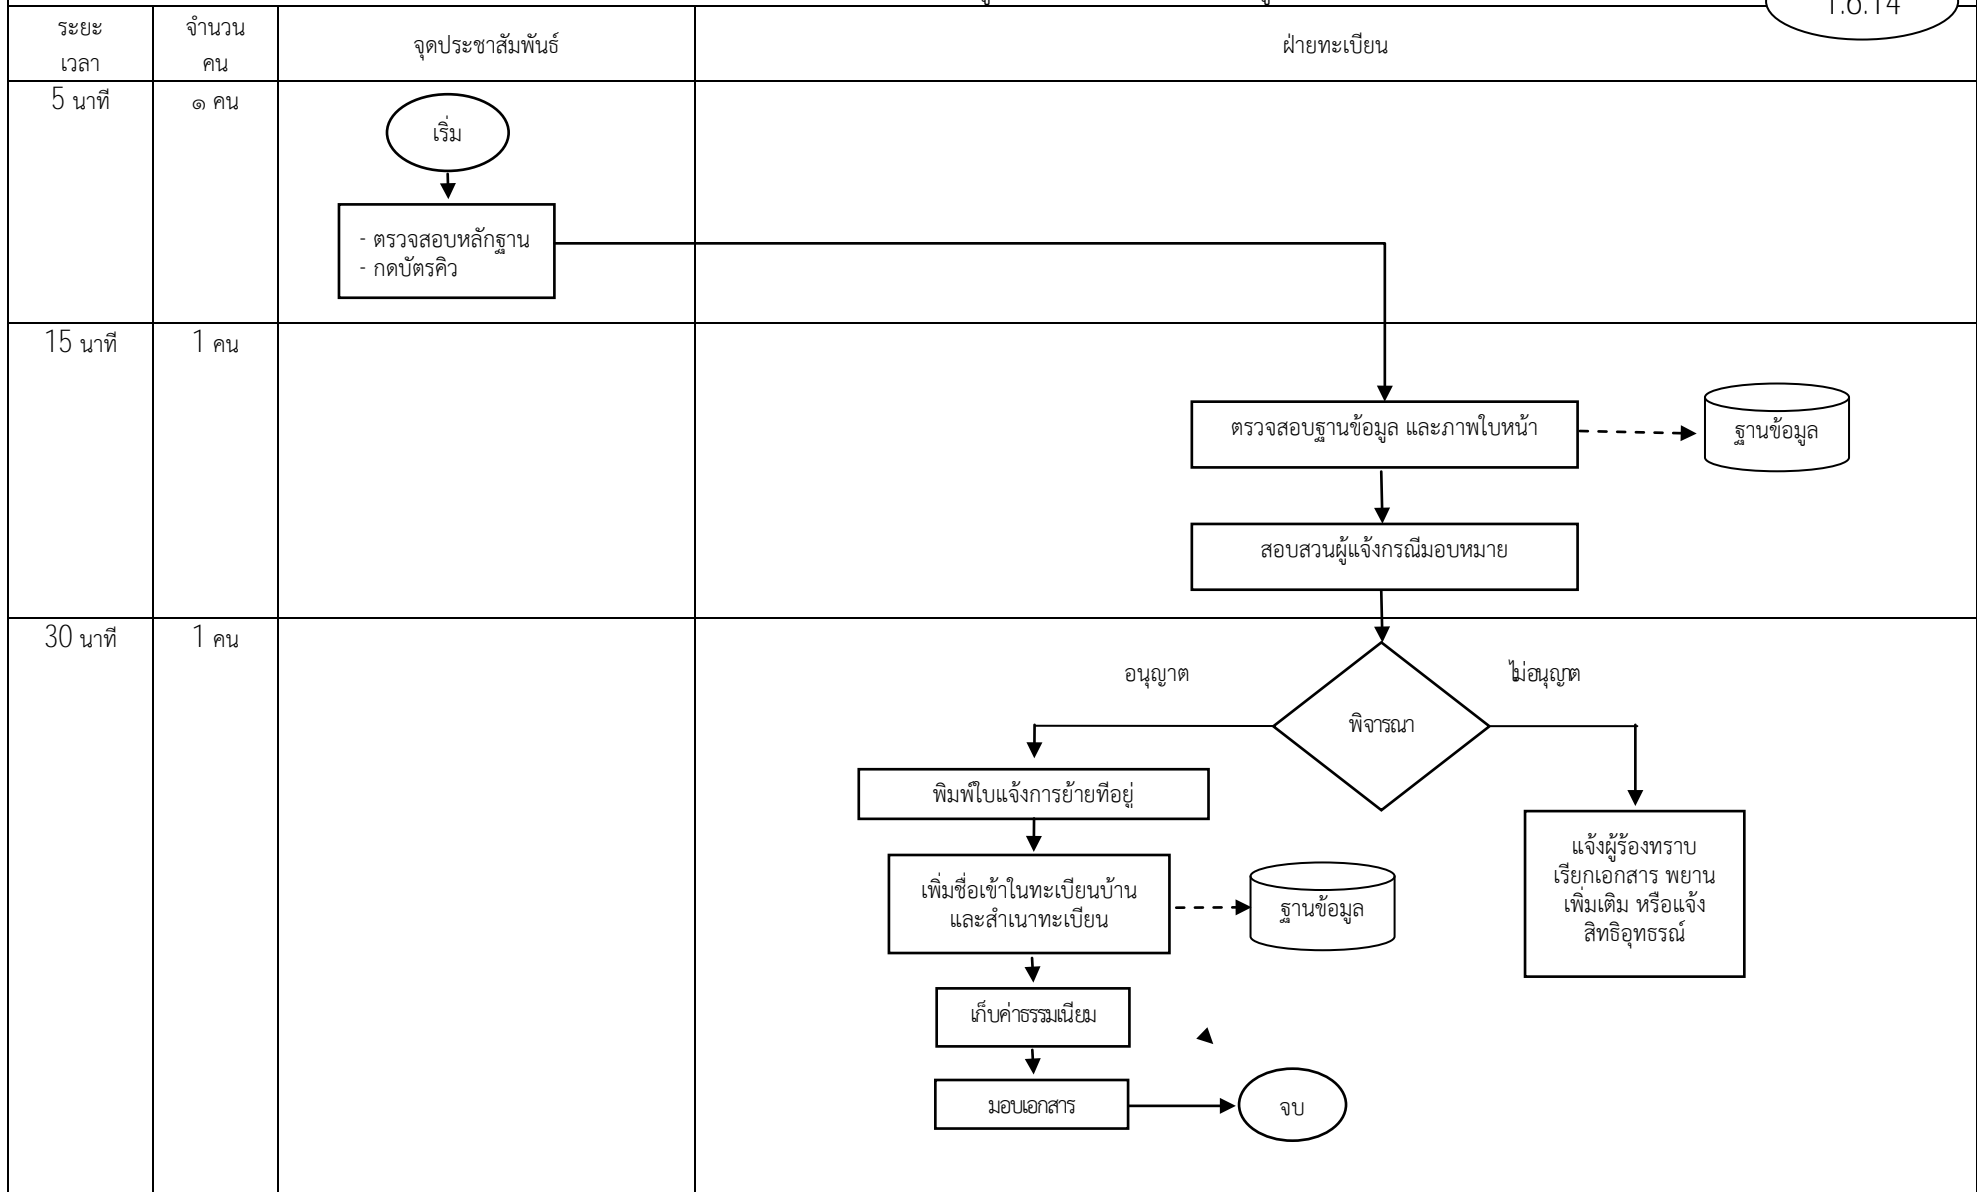 ระยะ
เวลา
จำนวน
คน
จุดประชาสัมพันธ์
ฝ่ายทะเบียน
5 นาที
๑ คน
เริ่ม
- ตรวจสอบหลักฐาน
- กดบัตรคิว
15 นาที
1 คน
ตรวจสอบฐานข้อมูล และภาพใบหน้า
ฐานข้อมูล
สอบสวนผู้แจ้งกรณีมอบหมาย
30 นาที
1 คน
อนุญาต
ไม่อนุญาต
พิจารณา
พิมพ์ใบแจ้งการย้ายที่อยู่
แจ้งผู้ร้องทราบ
เรียกเอกสาร พยาน
เพิ่มเติม หรือแจ้ง
สิทธิอุทธรณ์
เพิ่มชื่อเข้าในทะเบียนบ้าน
และสำเนาทะเบียน
ฐานข้อมูล
เก็บค่าธรรมเนียม
มอบเอกสาร
จบ